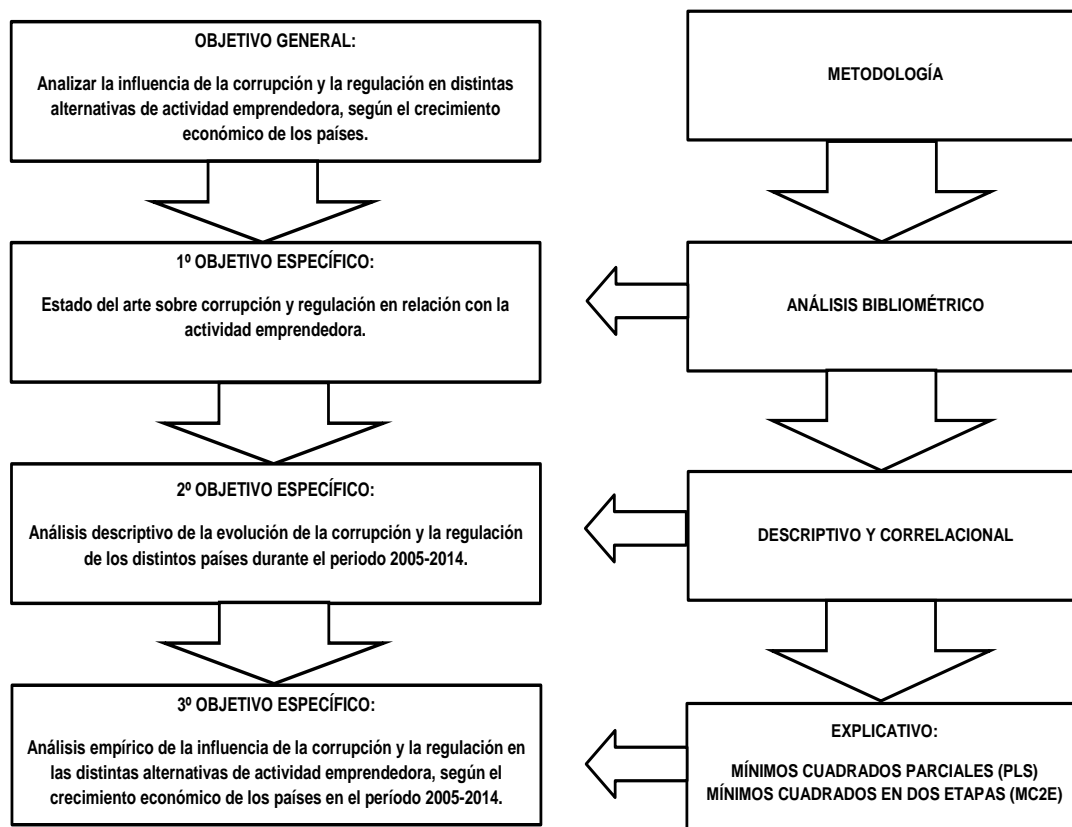 OBJETIVO GENERAL:
Analizar la influencia de la corrupción y la regulación en distintas
alternativas de actividad emprendedora, según el crecimiento
económico de los países.
METODOLOGÍA
1º OBJETIVO ESPECÍFICO:
Estado del arte sobre corrupción y regulación en relación con la
actividad emprendedora.
ANÁLISIS BIBLIOMÉTRICO
2º OBJETIVO ESPECÍFICO:
Análisis descriptivo de la evolución de la corrupción y la regulación
de los distintos países durante el periodo 2005-2014.
DESCRIPTIVO Y CORRELACIONAL
3º OBJETIVO ESPECÍFICO:
Análisis empírico de la influencia de la corrupción y la regulación en
las distintas alternativas de actividad emprendedora, según el
crecimiento económico de los países en el período 2005-2014.
EXPLICATIVO:
MÍNIMOS CUADRADOS PARCIALES (PLS)
MÍNIMOS CUADRADOS EN DOS ETAPAS (MC2E)